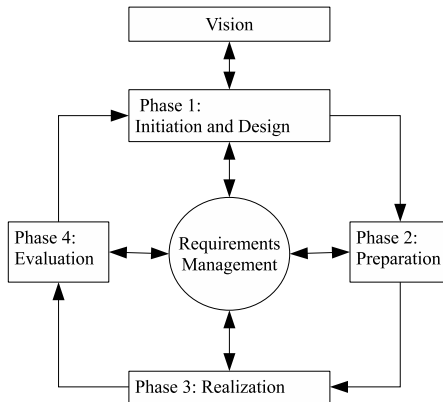 Vision
Phase 1:
Initiation and Design
Phase 4:
Evaluation
Requirements
Management
Phase 2:
Preparation
Phase 3: Realization